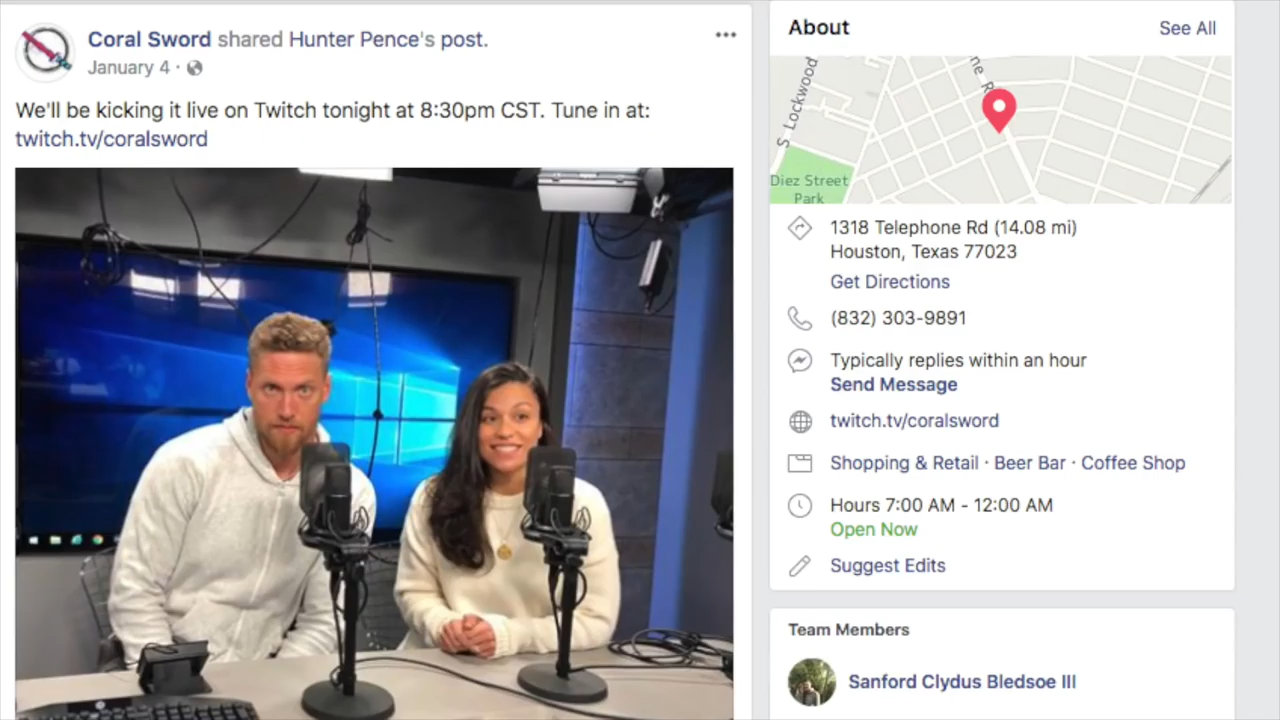 Coral Sword shared Hunter Pence's post.
January 4 ·
We'll be kicking it live on Twitch tonight at 8:30pm CST. Tune in at:
twitch.tv/coralsword
About
See All
S Lockwood
ne R
Diez Street
Park
1318 Telephone Rd (14.08 mi)
Houston, Texas 77023
Get Directions
(832) 303-9891
Typically replies within an hour
Send Message
twitch.tv/coralsword
Shopping & Retail · Beer Bar · Coffee Shop
Hours 7:00 AM - 12:00 AM
Open Now
Suggest Edits
Team Members
Sanford Clydus Bledsoe III